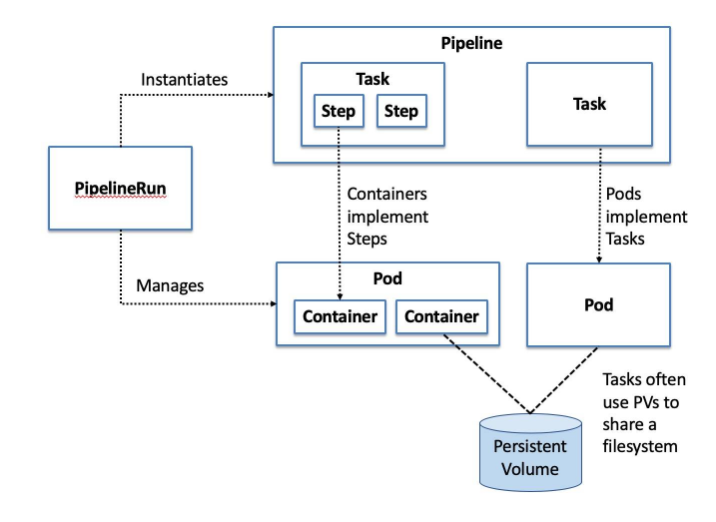 Pipeline
Instantiates
Task
Step
Step
Task
PipelineRun
Containers
implement
Steps
Pods
implement
Tasks
Manages
Pod
Container
Container
Pod
Tasks often
use PVs to
share a
filesystem
Persistent
Volume